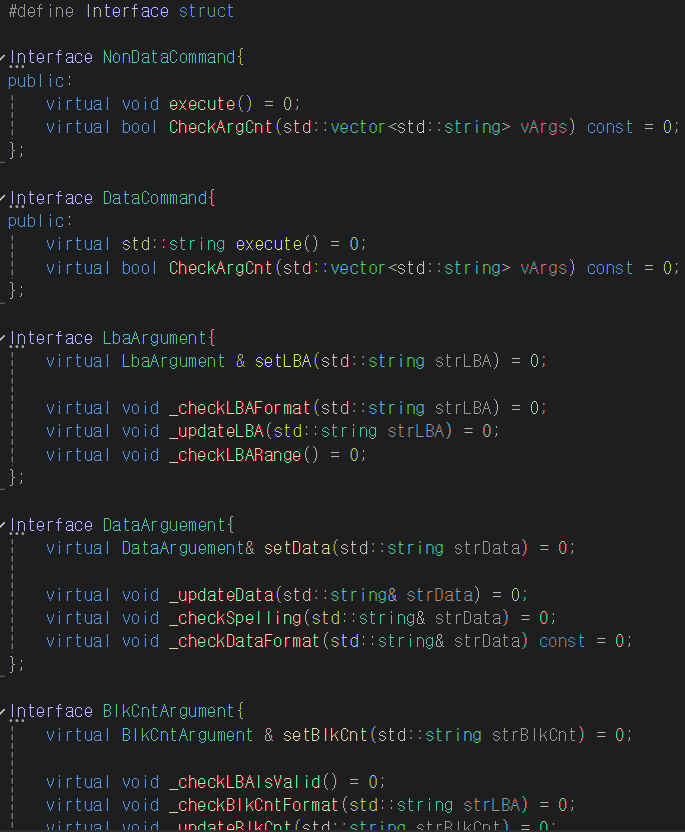 #define Interface struct
Interface NonDataCommand{
public:
virtual void execute() = 0;
virtual bool CheckArgCnt(std::vector<std::string> vArgs) const = 0;
};
Interface DataCommand{
public:
virtual std::string execute() = 0;
virtual bool CheckArgCnt(std::vector<std::string> vArgs) const = 0;
};
Interface LbaArgument{
virtual LbaArgument & setLBA(std::string strLBA) = 0;
virtual void _checkLBAFormat(std::string strLBA) = 0;
virtual void _updateLBA(std::string strLBA) = 0;
virtual void _checkLBARange() = 0;
};
Interface DataArguement{
virtual DataArguement& setData(std::string strData) = 0;
virtual void _updateData(std::string& strData) = 0;
virtual void _checkSpelling(std::string& strData) = 0;
virtual void _checkDataFormat(std::string& strData) const = 0;
};
Interface BlkCntArgument{
virtual BlkCntArgument & setBlkCnt(std::string strBlkCnt) = 0;
virtual void _checkLBAIsValid() = 0;
virtual void _checkBlkCntFormat(std::string strLBA) = 0;
virtual void _updateBlkCnt(std::string strBlkCnt) = 0;